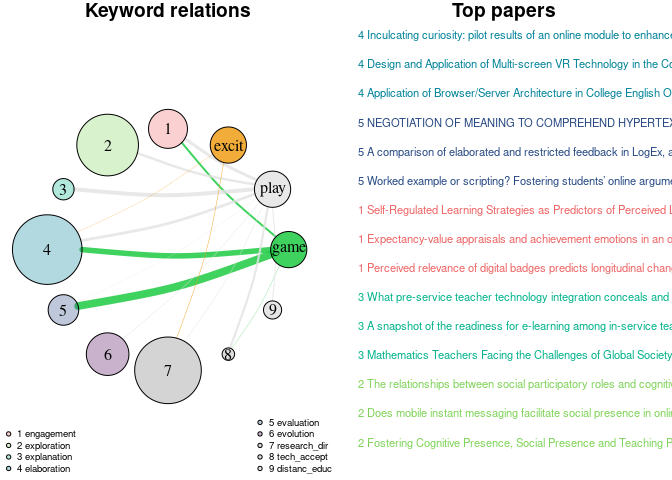 Keyword relations
1
excit
2
play
3
4
game
5
9
6
7
8
1 engagement
2 exploration
3 explanation
4 elaboration
5 evaluation
6 evolution
7 research_dir
8 tech_accept
9 distanc_educ
Top papers
4 Inculcating curiosity: pilot results of an online module to enhance
4 Design and Application of Multi-screen VR Technology in the Co
4 Application of Browser/Server Architecture in College English O
5 NEGOTIATION OF MEANING TO COMPREHEND HYPERTEX
5 A comparison of elaborated and restricted feedback in LogEx, a
5 Worked example or scripting? Fostering students' online argume
1 Self-Regulated Learning Strategies as Predictors of Perceived L
1 Expectancy-value appraisals and achievement emotions in an o
1 Perceived relevance of digital badges predicts longitudinal chan
3 What pre-service teacher technology integration conceals and
3 A snapshot of the readiness for e-learning among in-service tea
3 Mathematics Teachers Facing the Challenges of Global Society
2 The relationships between social participatory roles and cogniti
2 Does mobile instant messaging facilitate social presence in onli
2 Fostering Cognitive Presence, Social Presence and Teaching P